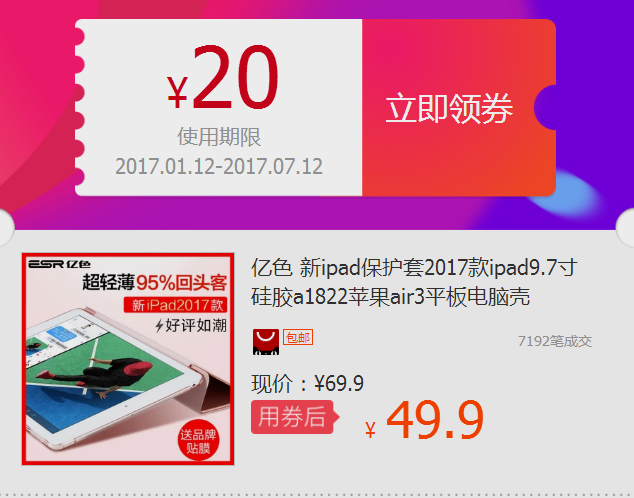 ¥20
使用期限
2017.01.12-2017.07.12
立即领券
ESR 亿色
超轻薄95%回头客
新iPad2017款
好评如潮
送品牌
贴膜
亿色 新ipad保护套2017款ipad9.7寸
硅胶a1822苹果air3平板电脑壳
包邮
7192笔成交
现价：¥69.9
用券后
¥ 49.9